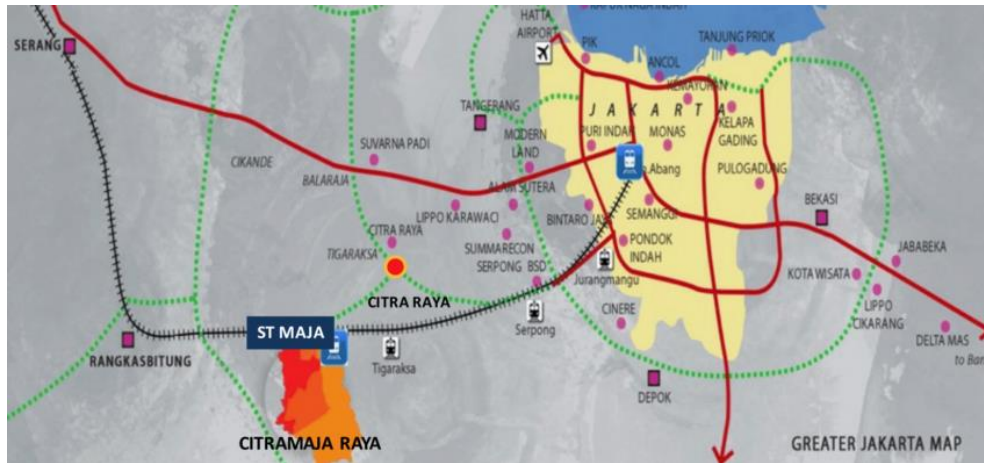 HATTA
AIRPORT
SERANG
PIK
TANJUNG PRIOK
ANCOL
KEMAYORAN
TANGERANG
J A K A R T A
KELAPA
GADING
MODERN
LAND
PURI INDAH
MONAS
SUVARNA PADI
CIKANDE
BALARAJA
Abang
PULOGADUNG
ALAM SUTERA
LIPPO KARAWACI
BINTARO JAYA
SEMANGGI
BEKASI
CITRA RAYA
TIGARAKSA
SUMMARECON
SERPONG
BSD
PONDOK
INDAH
JABABEKA
Jurangmangu
KOTA WISATA
CITRA RAYA
LIPPO
CIKARANG
Serpong
CINERE
ST MAJA
DELTA MAS
RANGKASBITUNG
Tigaraksa
to Ban
DEPOK
CITRAMAJA RAYA
GREATER JAKARTA MAP